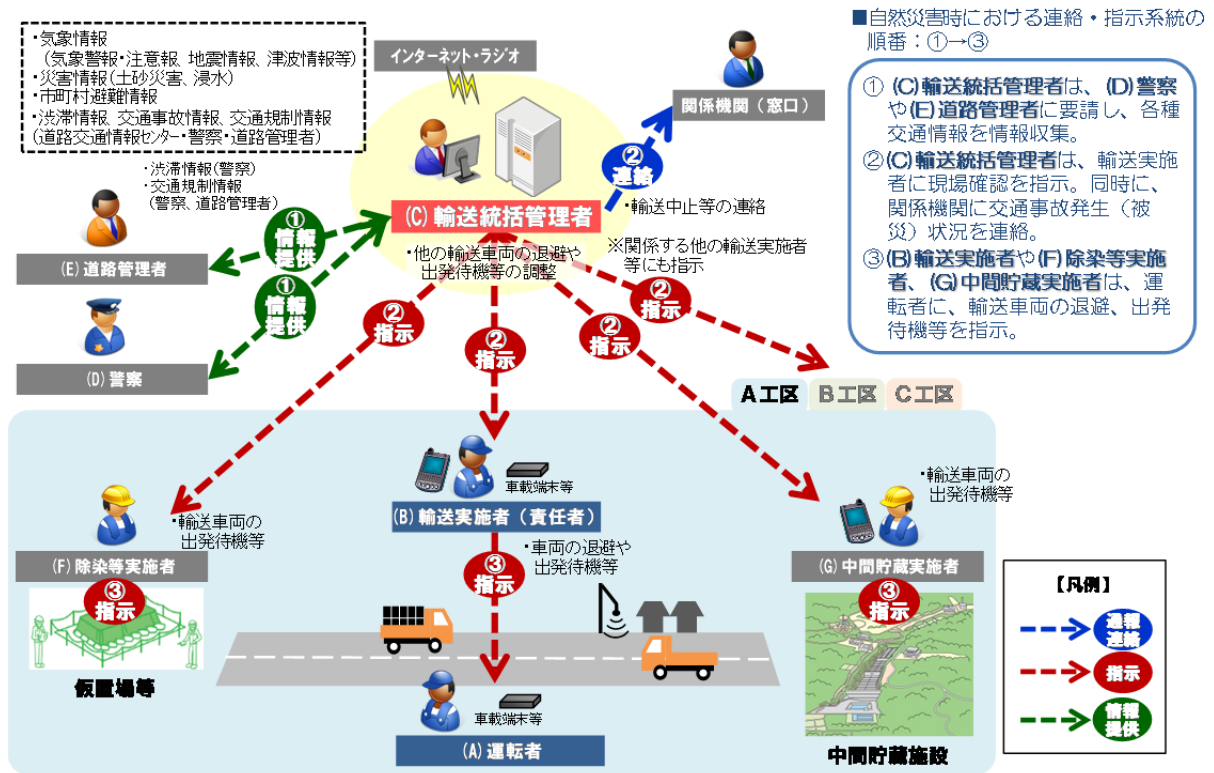 ・気象情報
(気象警報・注意報、地震情報、津波情報等)
・災害情報(土砂災害、浸水)
・市町村避難情報
・渋滞情報、交通事故情報、交通規制情報
(道路交通情報センター・警察・道路管理者)
インターネット・ラジオ
関係機関(窓口)
■自然災害時における連絡・指示系統の
順番：①→③
① (C)輸送統括管理者は、(D)警察
や(E)道路管理者に要請し、各種
交通情報を情報収集。
②(C)輸送統括管理者は、輸送実施
者に現場確認を指示。同時に、
関係機関に交通事故発生（被
災）状況を連絡。
③(B)輸送実施者や(F)除染等実施
者、(G)中間貯蔵実施者は、運
転者に、輸送車両の退避、出発
待機等を指示。
・渋滞情報(警察)
・交通規制情報
(警察、道路管理者)
②
連絡
・輸送中止等の連絡
(C) 輸送統括管理者
・他の輸送車両の退避や
出発待機等の調整
※関係する他の輸送実施者
等にも指示
①
情報
提供
(E) 道路管理者
①
情報
提供
(D) 警察
②
指示
②
指示
②
指示
②
指示
A工区
B工区
C工区
車載端末等
(B) 輸送実施者（責任者）
・輸送車両の
出発待機等
(F) 除染等実施者
③
指示
仮置場等
・車両の退避や
出発待機等
③
指示
車載端末等
(A) 運転者
・輸送車両の
出発待機等
(G) 中間貯蔵実施者
③
指示
中間貯蔵施設
【凡例】
通報
連絡
指示
情報
提供